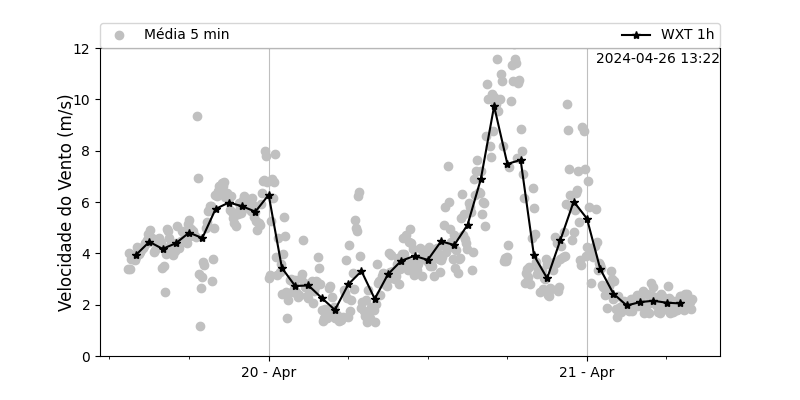 Média 5 min
WXT 1h
2024-04-26 13:22
Velocidade do Vento (m/s)
12
10
8
6
4
2
0
20 - Apr
21 - Apr